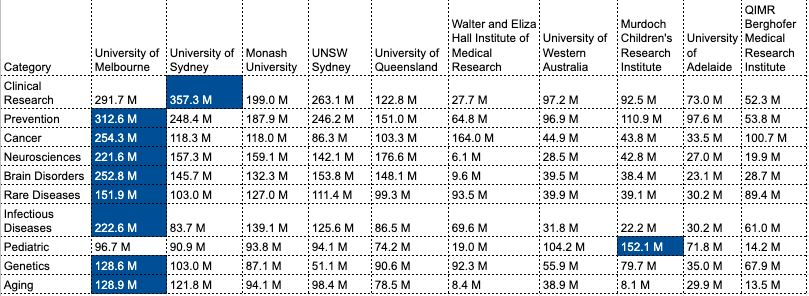 Category University of Melbourne University of Sydney Monash University UNSW Sydney University of Queensland Walter and Eliza Hall Institute of Medical Research University of Western Australia Murdoch Children's Research Institute University of Adelaide QIMR Berghofer Medical Research Institute
Clinical Research 291.7 M 357.3 M 199.0 M 263.1 M 122.8 M 27.7 M 97.2 M 92.5 M 73.0 M 52.3 M
Prevention 312.6 M 248.4 M 187.9 M 246.2 M 151.0 M 64.8 M 96.9 M 110.9 M 97.6 M 53.8 M
Cancer 254.3 M 118.3 M 118.0 M 86.3 M 103.3 M 164.0 M 44.9 M 43.8 M 33.5 M 100.7 M
Neurosciences 221.6 M 157.3 M 159.1 M 142.1 M 176.6 M 6.1 M 28.5 M 42.8 M 27.0 M 19.9 M
Brain Disorders 252.8 M 145.7 M 132.3 M 153.8 M 148.1 M 9.6 M 39.5 M 38.4 M 23.1 M 28.7 M
Rare Diseases 151.9 M 103.0 M 127.0 M 111.4 M 99.3 M 93.5 M 39.9 M 39.1 M 30.2 M 89.4 M
Infectious Diseases 222.6 M 83.7 M 139.1 M 125.6 M 86.5 M 69.6 M 31.8 M 22.2 M 30.2 M 61.0 M
Pediatric 96.7 M 90.9 M 93.8 M 94.1 M 74.2 M 19.0 M 104.2 M 152.1 M 71.8 M 14.2 M
Genetics 128.6 M 103.0 M 87.1 M 51.1 M 90.6 M 92.3 M 55.9 M 79.7 M 35.0 M 67.9 M
Aging 128.9 M 121.8 M 94.1 M 98.4 M 78.5 M 8.4 M 38.9 M 8.1 M 29.9 M 13.5 M